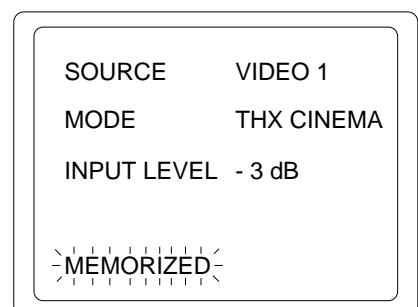 SOURCE VIDEO 1
MODE THX CINEMA
INPUT LEVEL - 3 dB
MEMORIZED